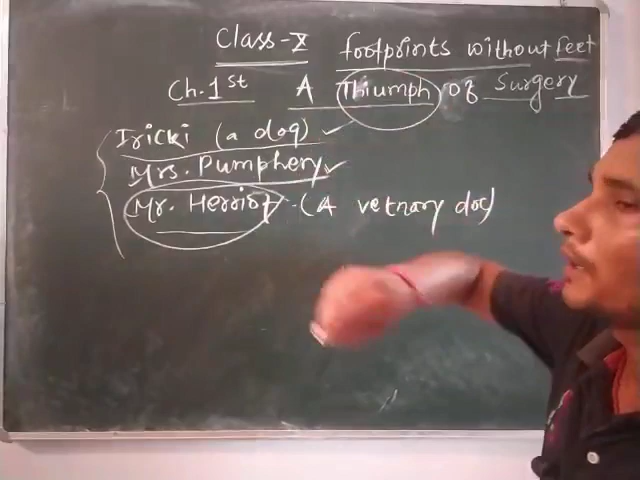 Class-X footprints without feet
Ch. 1st A Thiumph of Surgery
Tricki (a dog)
Mrs. Pumphery
Mr. Herriot (A vetnary doc)